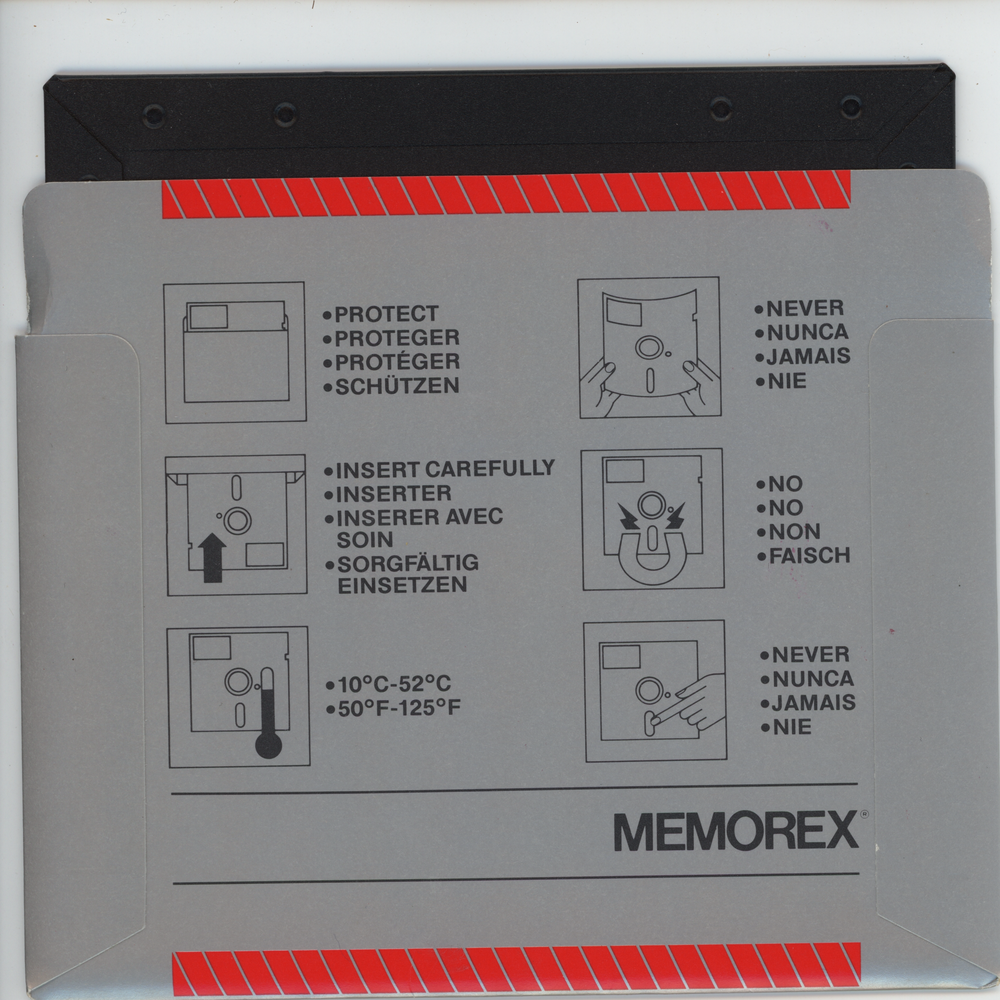 •PROTECT
•PROTEGER
•PROTÉGER
•SCHÜTZEN
•NEVER
•NUNCA
•JAMAIS
•NIE
•INSERT CAREFULLY
•INSERTER
•INSERER AVEC
SOIN
•SORGFÄLTIG
EINSETZEN
•NO
•NO
•NON
•FAISCH
•10°C-52°C
•50°F-125°F
•NEVER
•NUNCA
•JAMAIS
•NIE
MEMOREX®